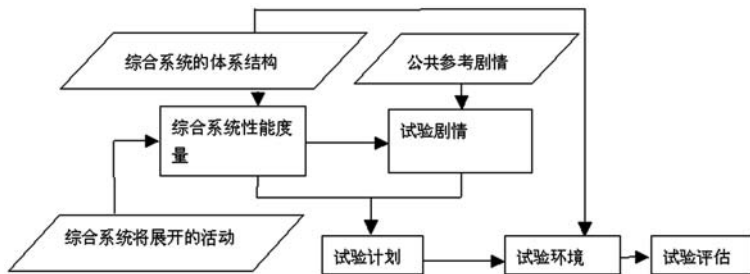 综合系统的体系结构
公共参考剧情
综合系统性能度
量
试验剧情
综合系统将展开的活动
试验计划
试验环境
试验评估